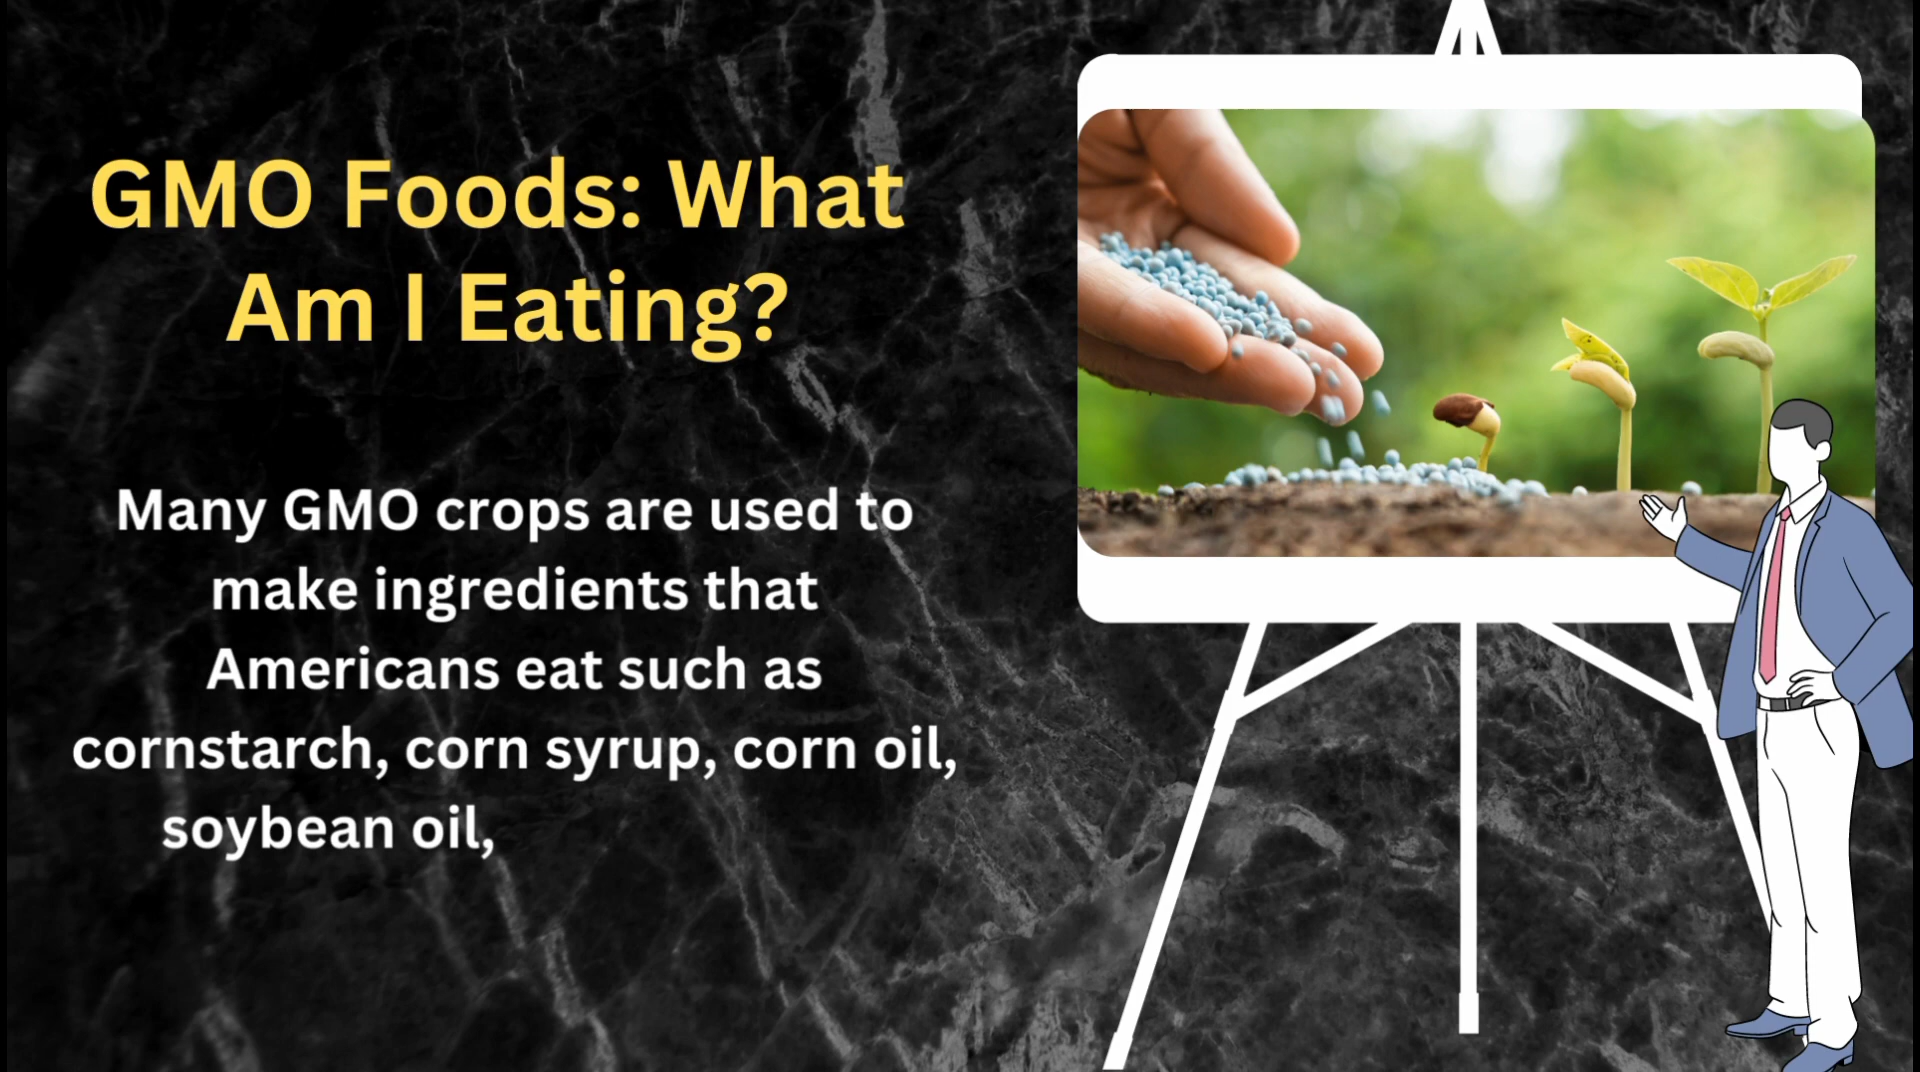 GMO Foods: What
Am I Eating?
Many GMO crops are used to
make ingredients that
Americans eat such as
cornstarch, corn syrup, corn oil,
soybean oil,